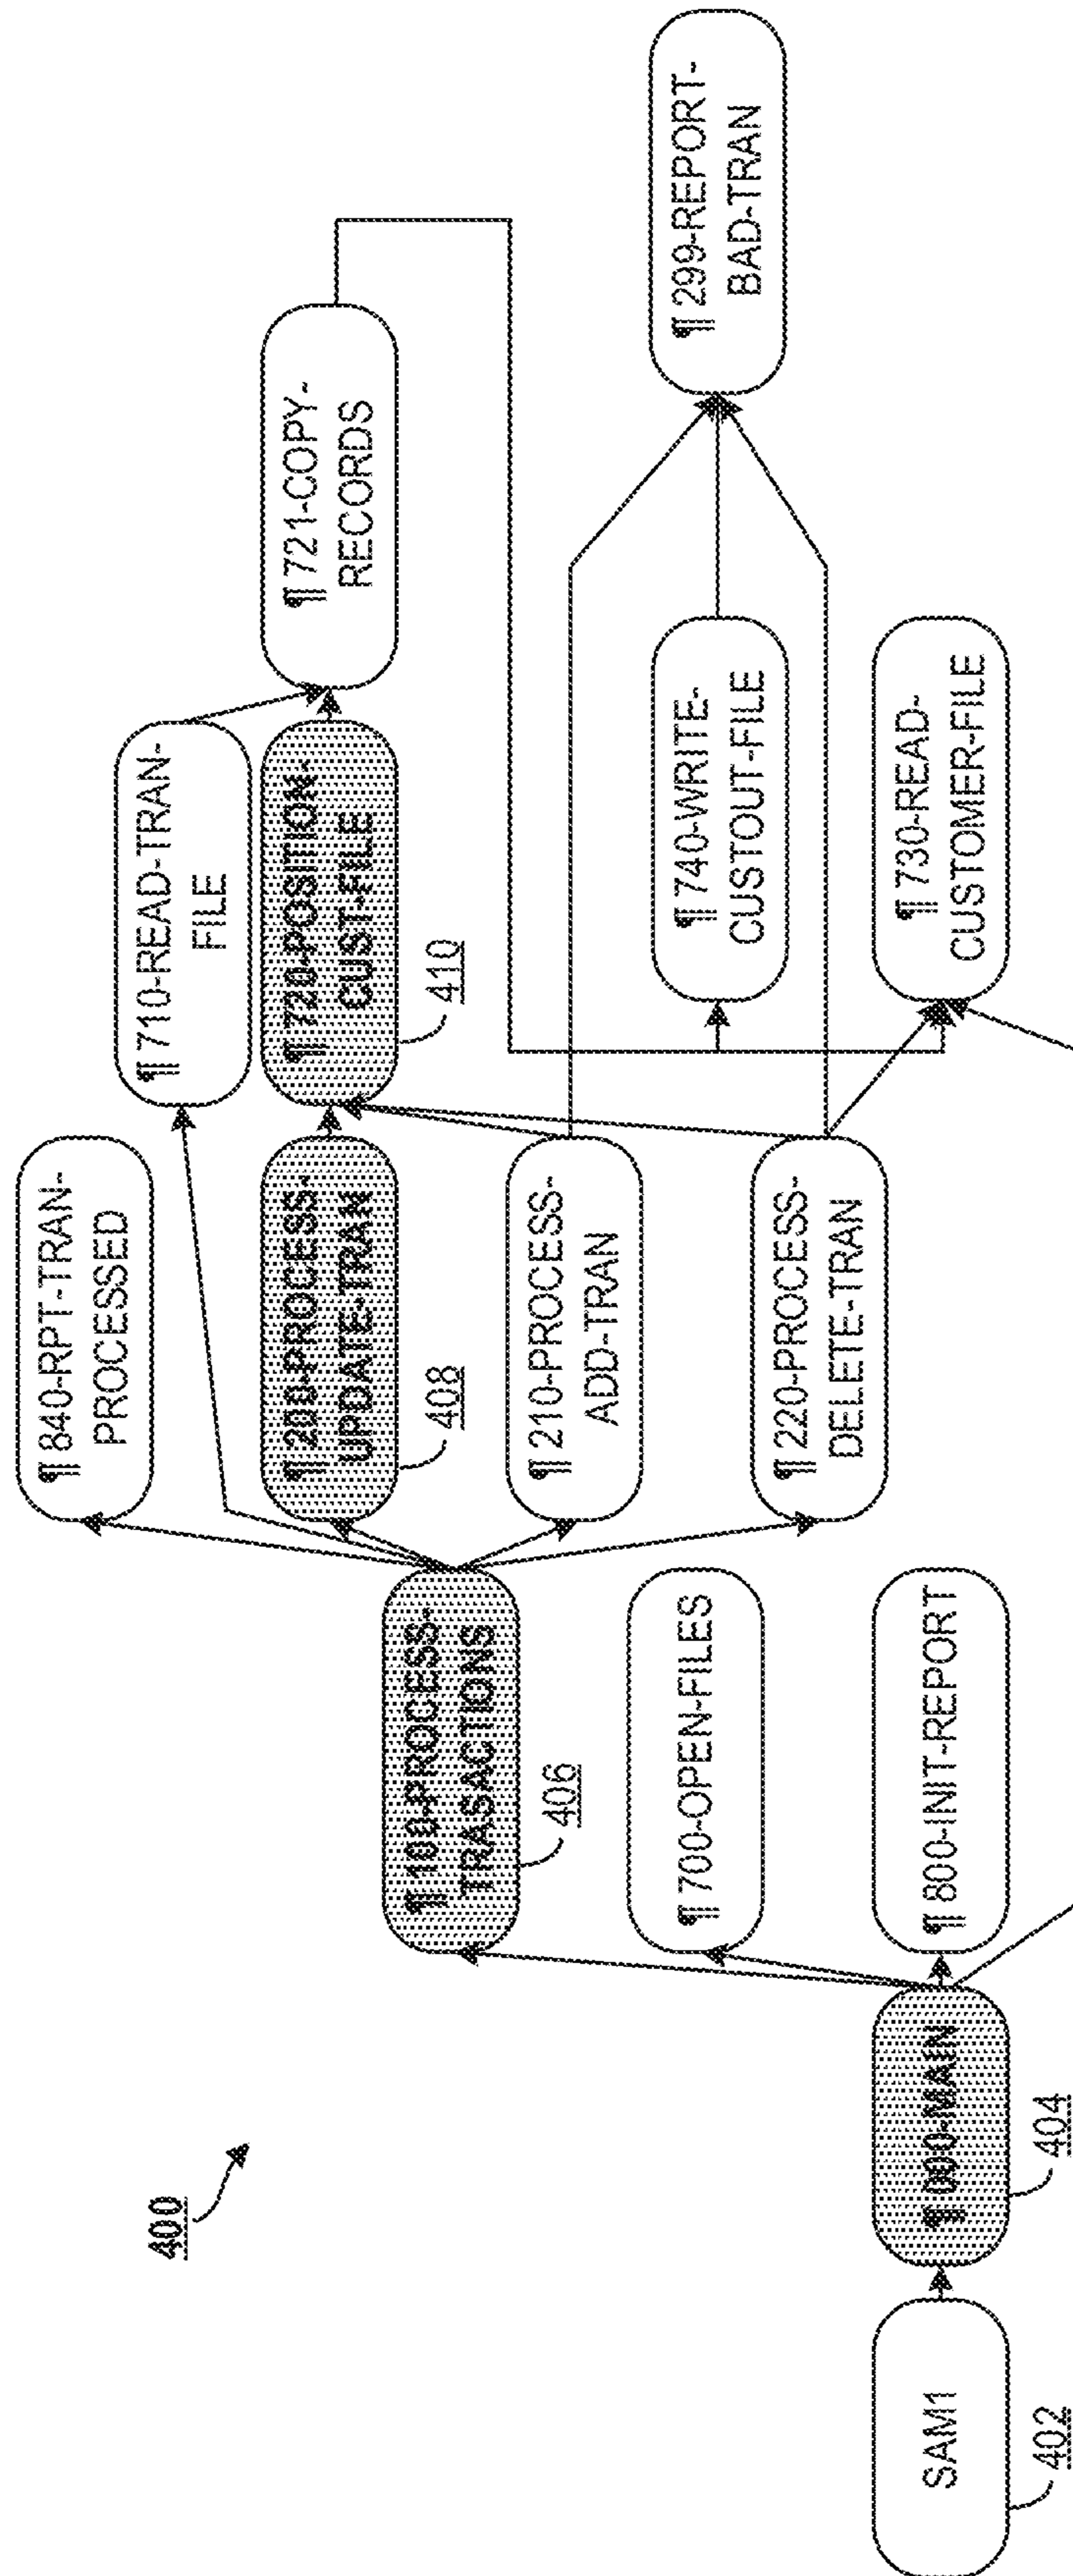 400
SAM1
402
¶ 000-MAIN
404
¶ 100-PROCESS-
TRASACTIONS
406
¶ 700-OPEN-FILES
¶ 800-INIT-REPORT
¶ 840-RPT-TRAN-
PROCESSED
¶ 200-PROCESS-
UPDATE-TRAN
408
¶ 210-PROCESS-
ADD-TRAN
¶ 220-PROCESS-
DELETE-TRAN
¶ 710-READ-TRAN-
FILE
¶ 720-POSITION-
CUST-FILE
410
¶ 740-WRITE-
CUSTOUT-FILE
¶ 730-READ-
CUSTOMER-FILE
¶ 721-COPY-
RECORDS
¶ 299-REPORT-
BAD-TRAN